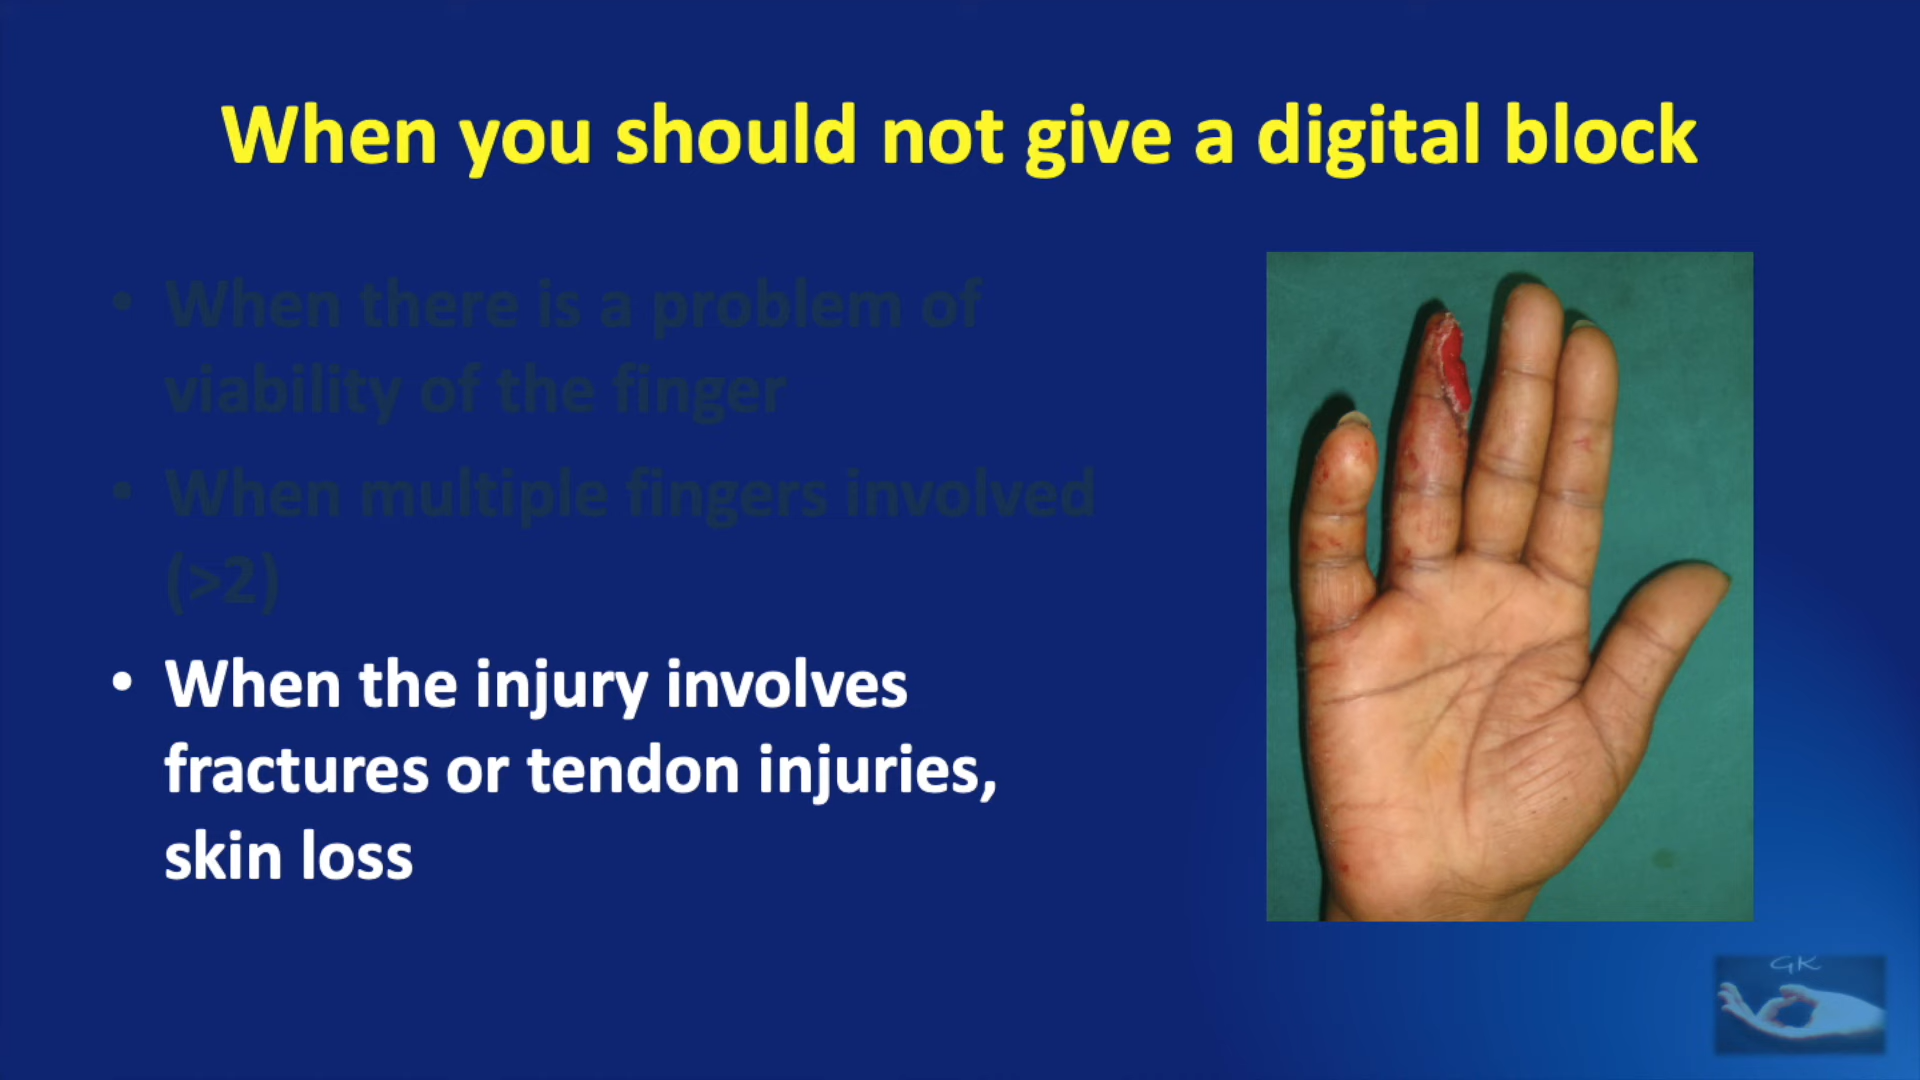 When you should not give a digital block
• When there is a problem of
viability of the finger
• When multiple fingers involved
(>2)
• When the injury involves
fractures or tendon injuries,
skin loss
GK